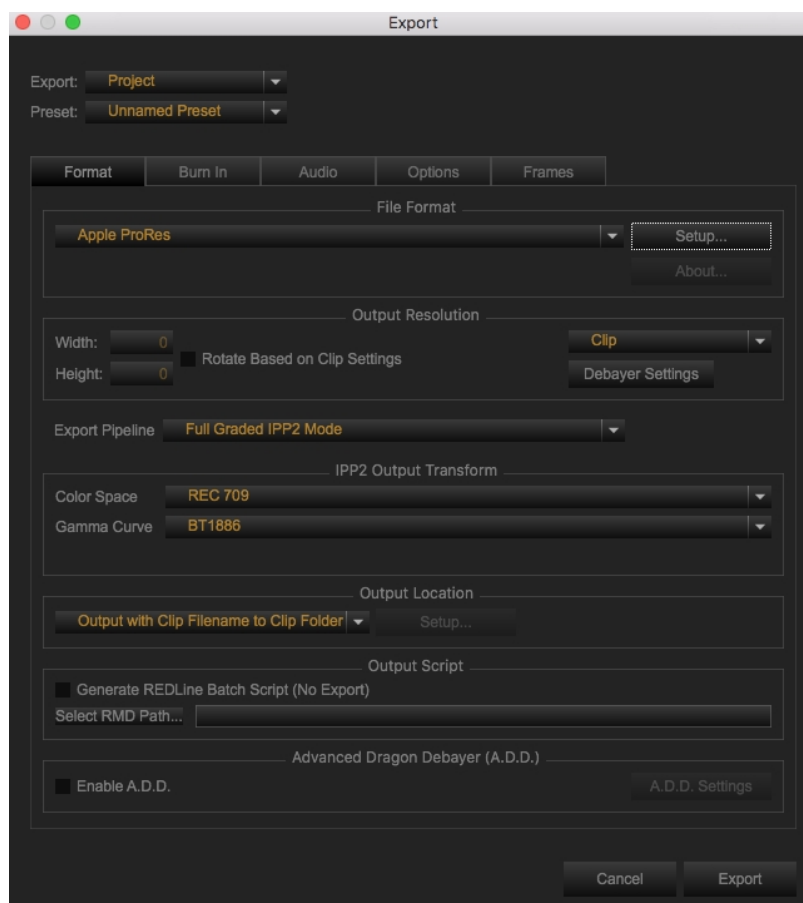 Export
Export: Project
Preset: Unnamed Preset
Format Burn In Audio Options Frames
File Format
Apple ProRes Setup...
About...
Output Resolution
Width: 0 Rotate Based on Clip Settings Clip
Height: 0 Debayer Settings
Export Pipeline Full Graded IPP2 Mode
IPP2 Output Transform
Color Space REC 709
Gamma Curve BT1886
Output Location
Output with Clip Filename to Clip Folder Setup...
Output Script
Generate REDLine Batch Script (No Export)
Select RMD Path...
Advanced Dragon Debayer (A.D.D.)
Enable A.D.D. A.D.D. Settings
Cancel Export